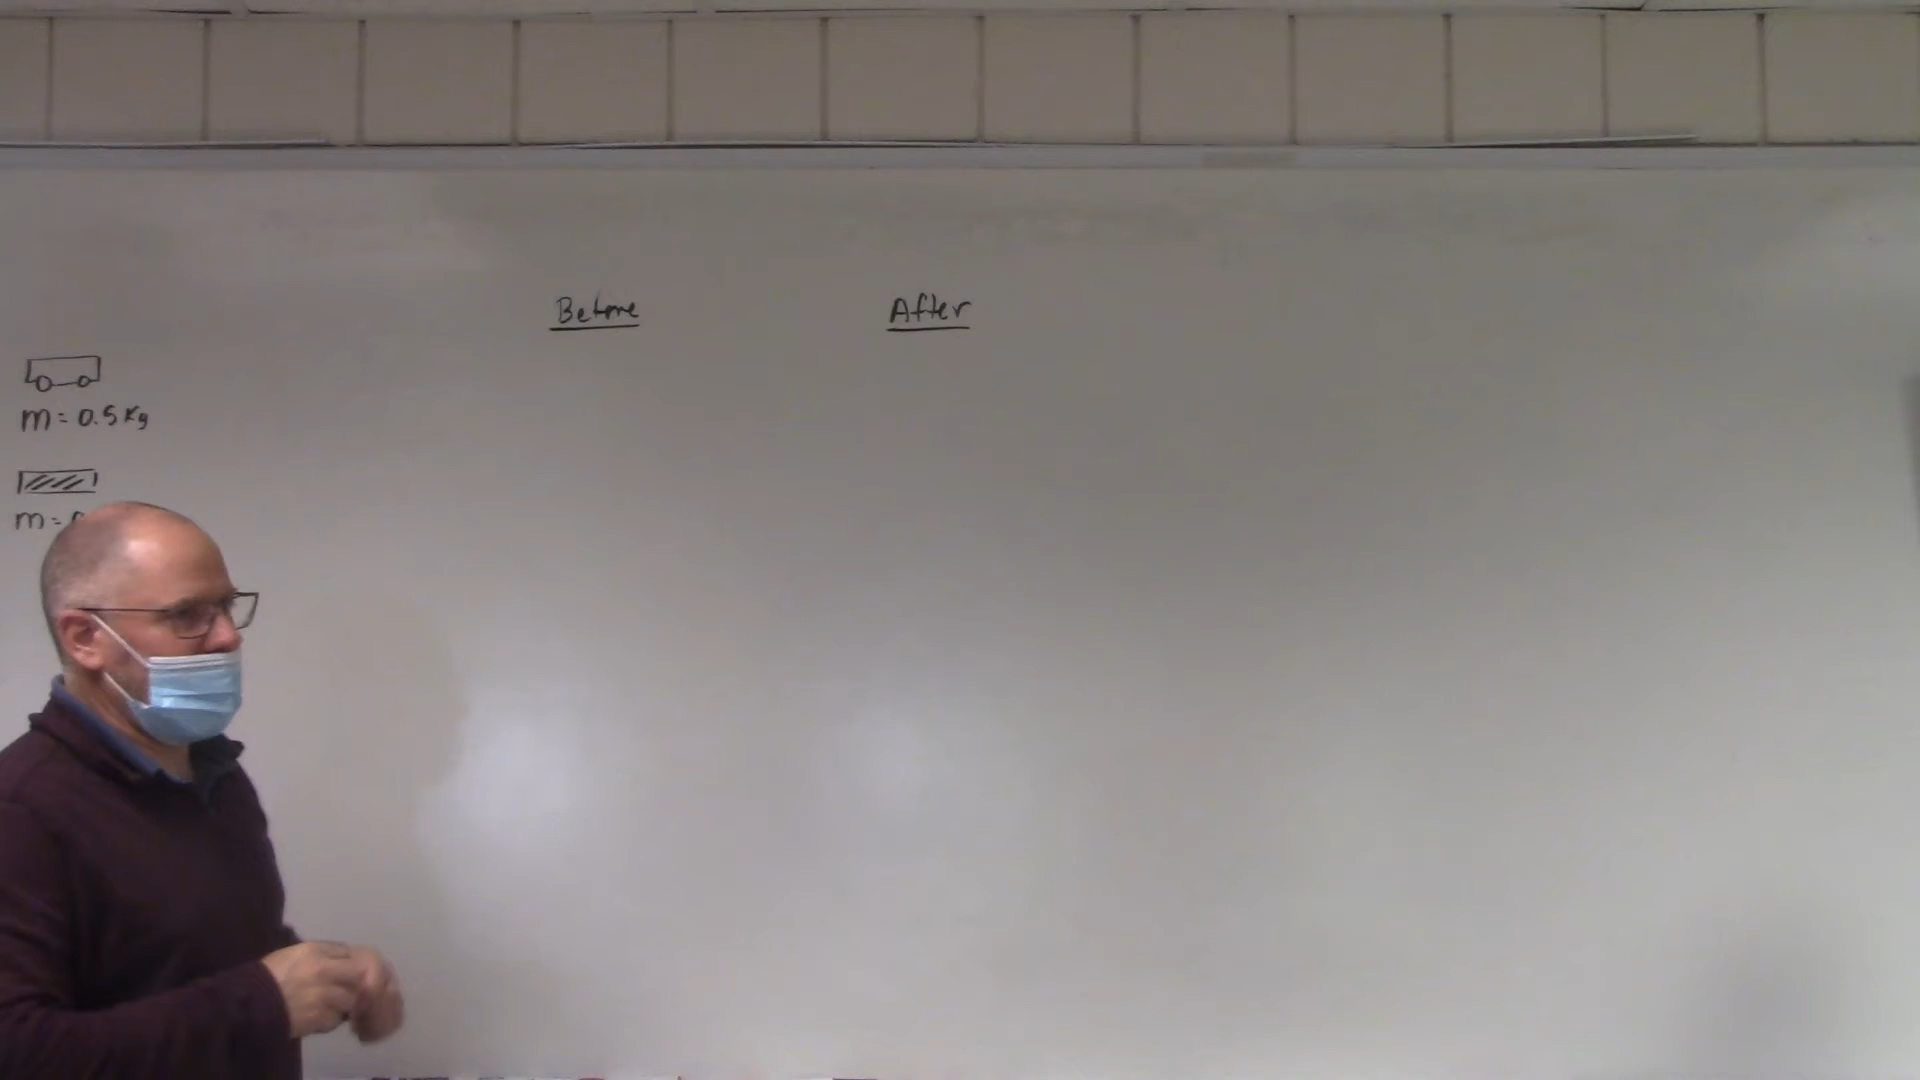 Before After
m = 0.5 Kg
m =